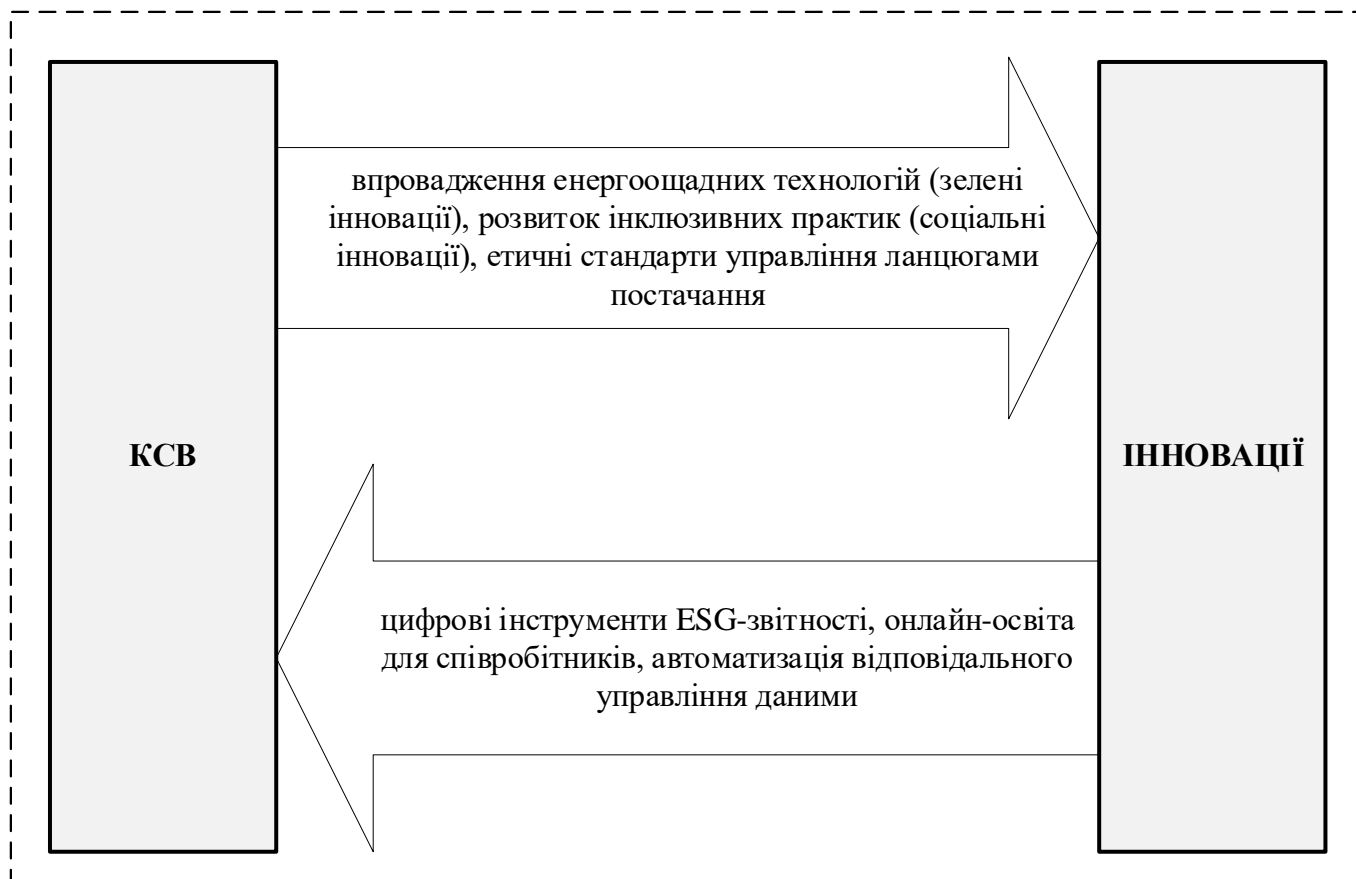 впровадження енергоощадних технологій (зелені
інновації), розвиток інклюзивних практик (соціальні
інновації), етичні стандарти управління ланцюгами
постачання
КСВ
ІННОВАЦІЇ
цифрові інструменти ESG-звітності, онлайн-освіта
для співробітників, автоматизація відповідального
управління даними